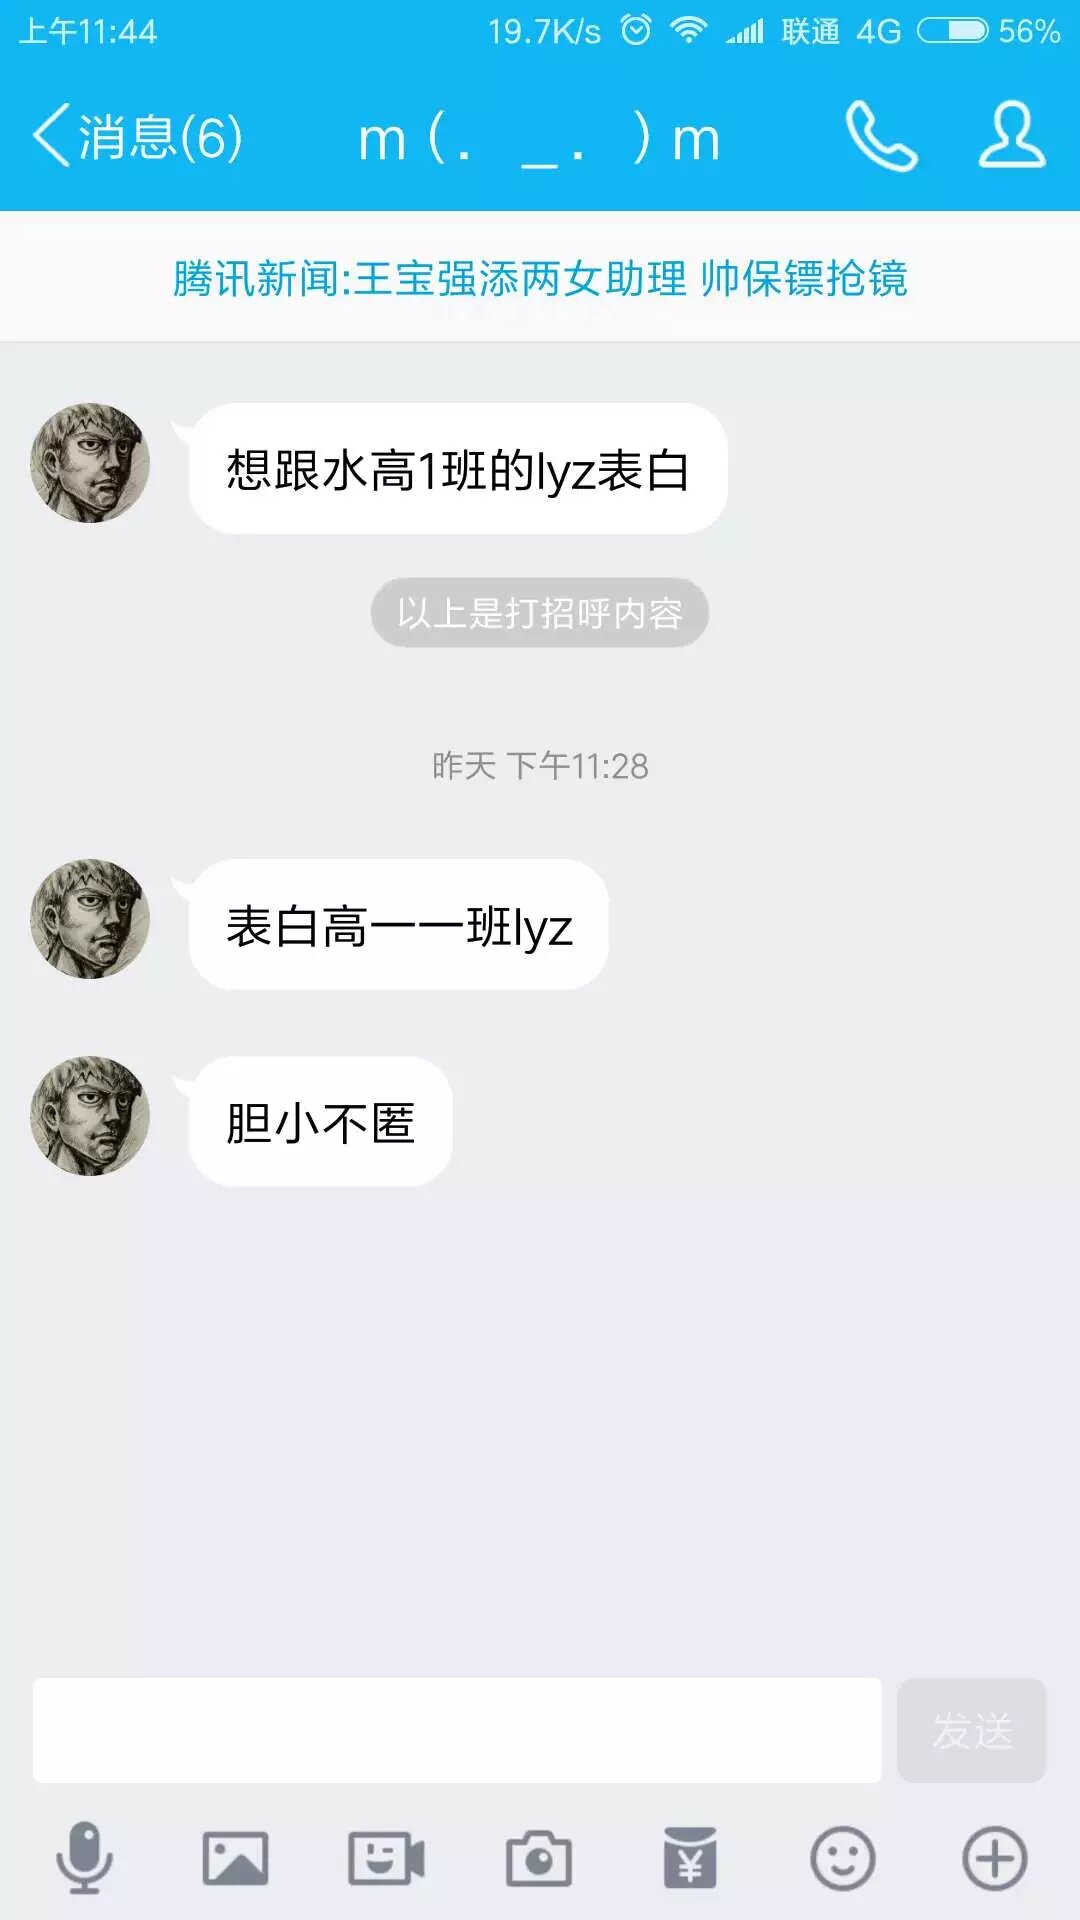 上午11:44 19.7K/s 联通 4G 56%
消息(6) m (. _ . ) m
腾讯新闻:王宝强添两女助理 帅保镖抢镜
想跟水高1班的lyz表白
以上是打招呼内容
昨天 下午11:28
表白高一一班lyz
胆小不匿
发送